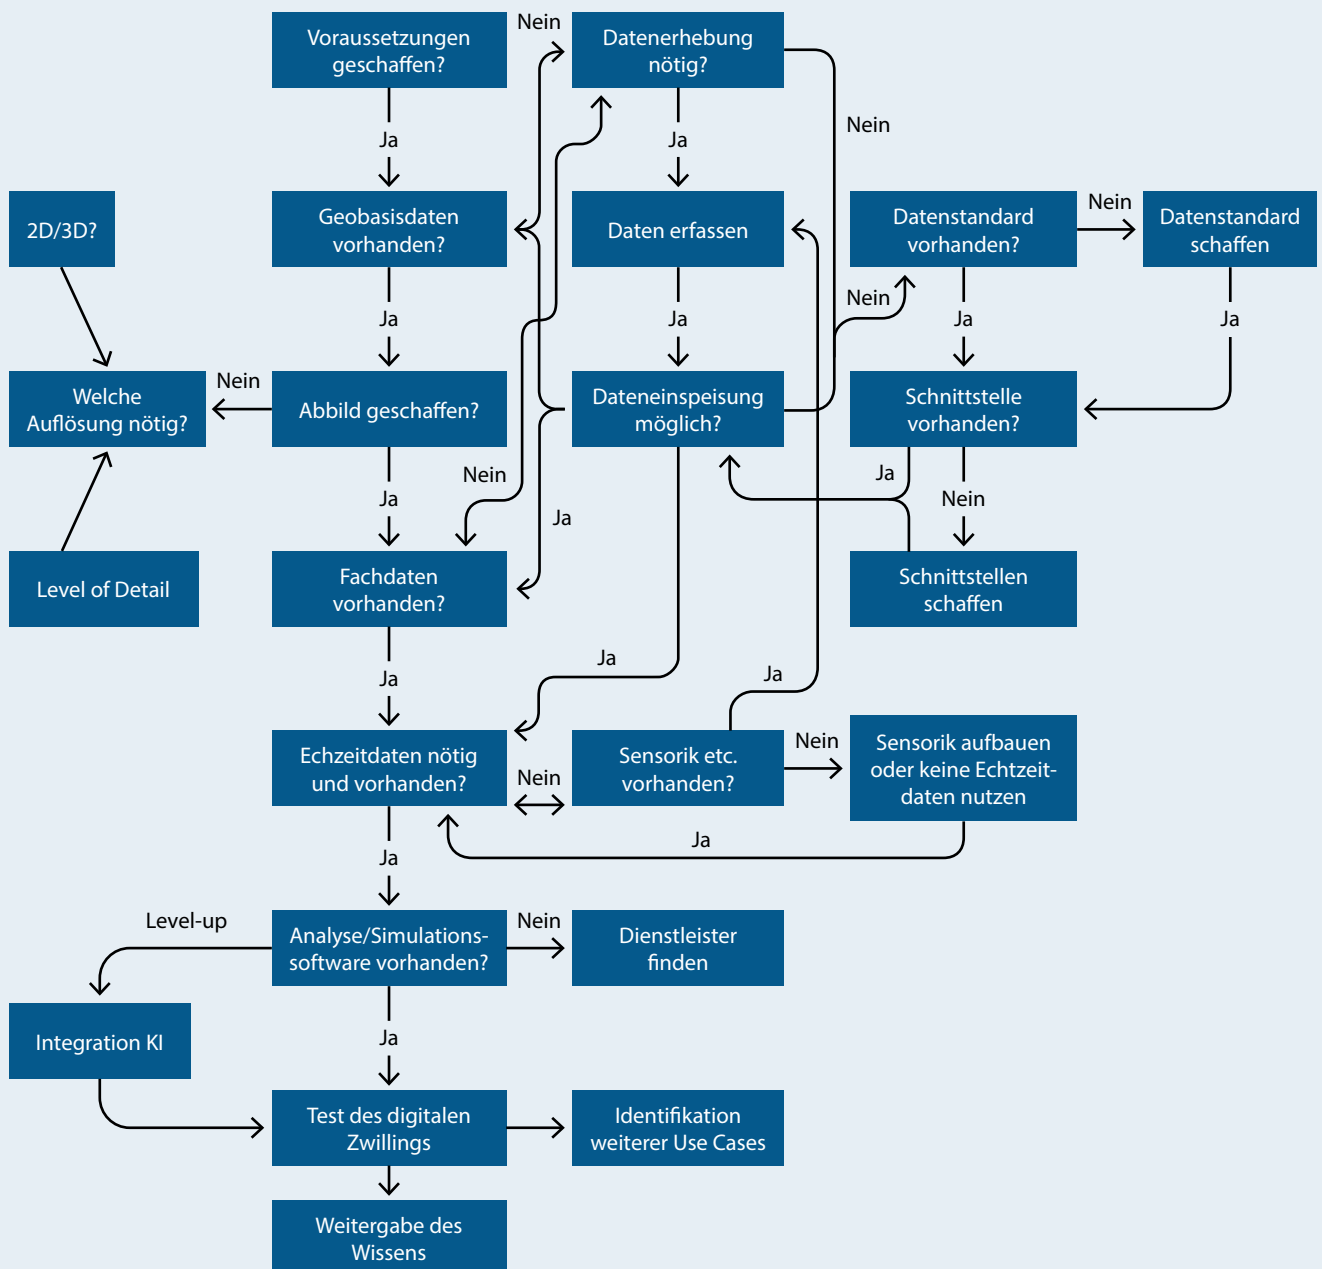 Voraussetzungen
geschaffen?
Nein
Datenerhebung
nötig?
Ja
Ja
Nein
2D/3D?
Geobasisdaten
vorhanden?
Daten erfassen
Datenstandard
vorhanden?
Nein
Datenstandard
schaffen
Ja
Ja
Nein
Ja
Ja
Welche
Auflösung nötig?
Nein
Abbild geschaffen?
Dateneinspeisung
möglich?
Schnittstelle
vorhanden?
Ja
Nein
Ja
Ja
Nein
Level of Detail
Fachdaten
vorhanden?
Schnittstellen
schaffen
Ja
Ja
Ja
Echzeitdaten nötig
und vorhanden?
Nein
Sensorik etc.
vorhanden?
Nein
Sensorik aufbauen
oder keine Echtzeit-
daten nutzen
Ja
Ja
Level-up
Analyse/Simulations-
software vorhanden?
Nein
Dienstleister
finden
Integration KI
Ja
Test des digitalen
Zwillings
Identifikation
weiterer Use Cases
Weitergabe des
Wissens